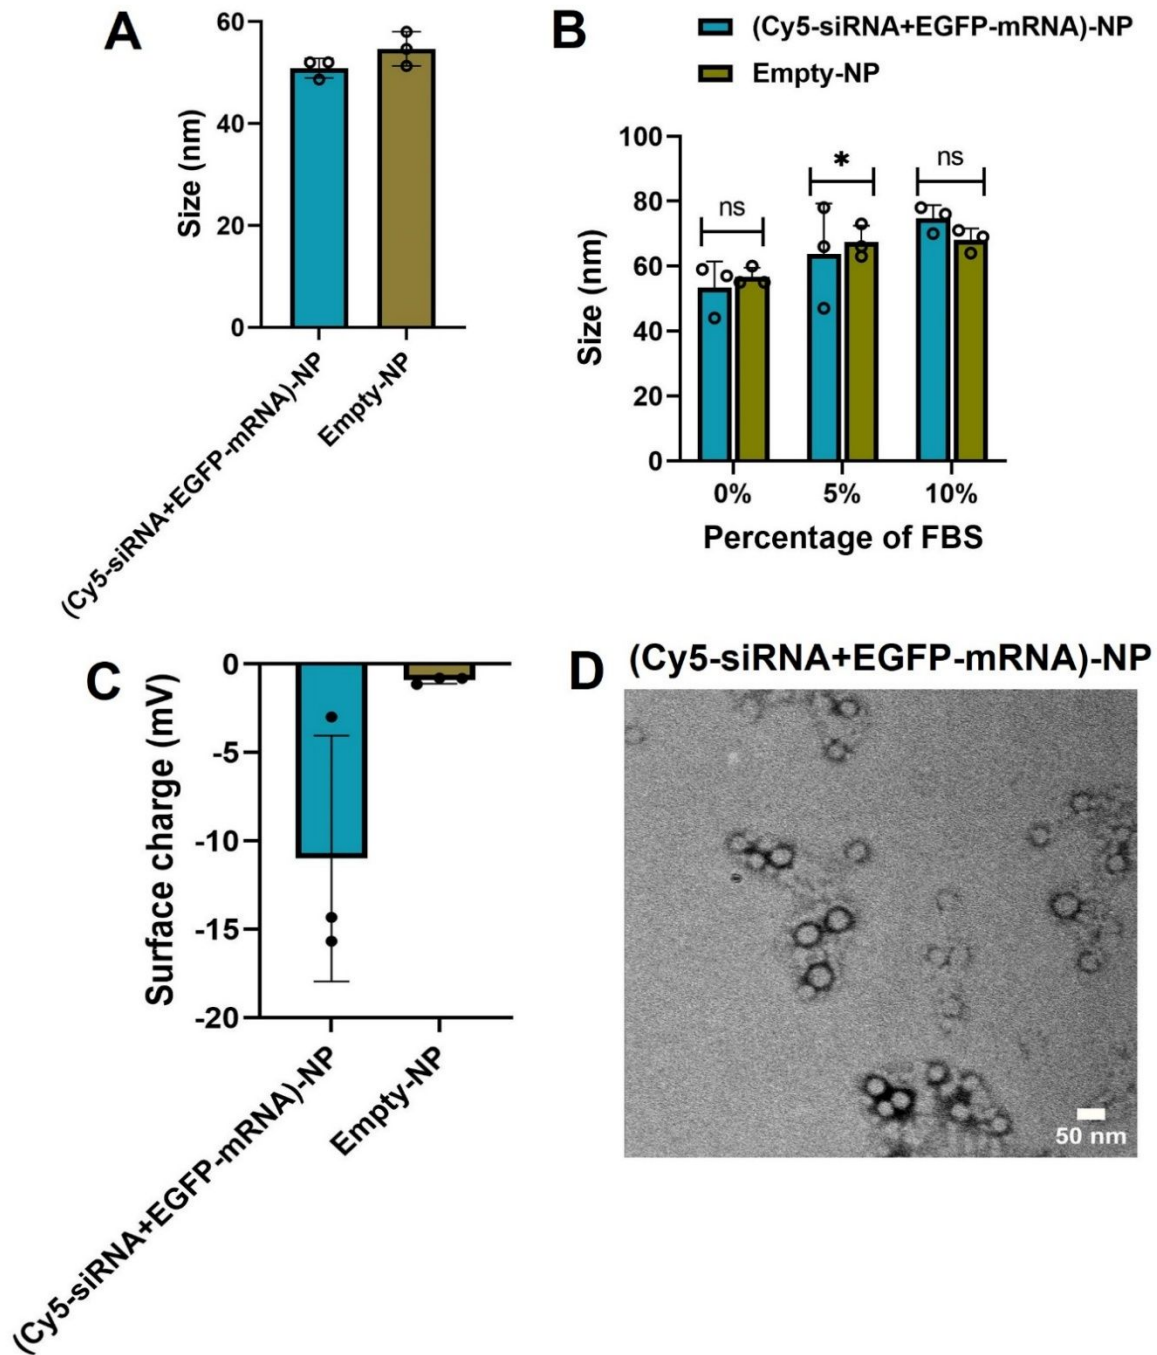 A
Size (nm)
60
40
20
0
(Cy5-siRNA+EGFP-mRNA)-NP
Empty-NP
B
(Cy5-siRNA+EGFP-mRNA)-NP
Empty-NP
Size (nm)
100
80
60
40
20
0
ns
*
ns
0%
5%
10%
Percentage of FBS
C
Surface charge (mV)
0
-5
-10
-15
-20
(Cy5-siRNA+EGFP-mRNA)-NP
Empty-NP
D
(Cy5-siRNA+EGFP-mRNA)-NP
50 nm